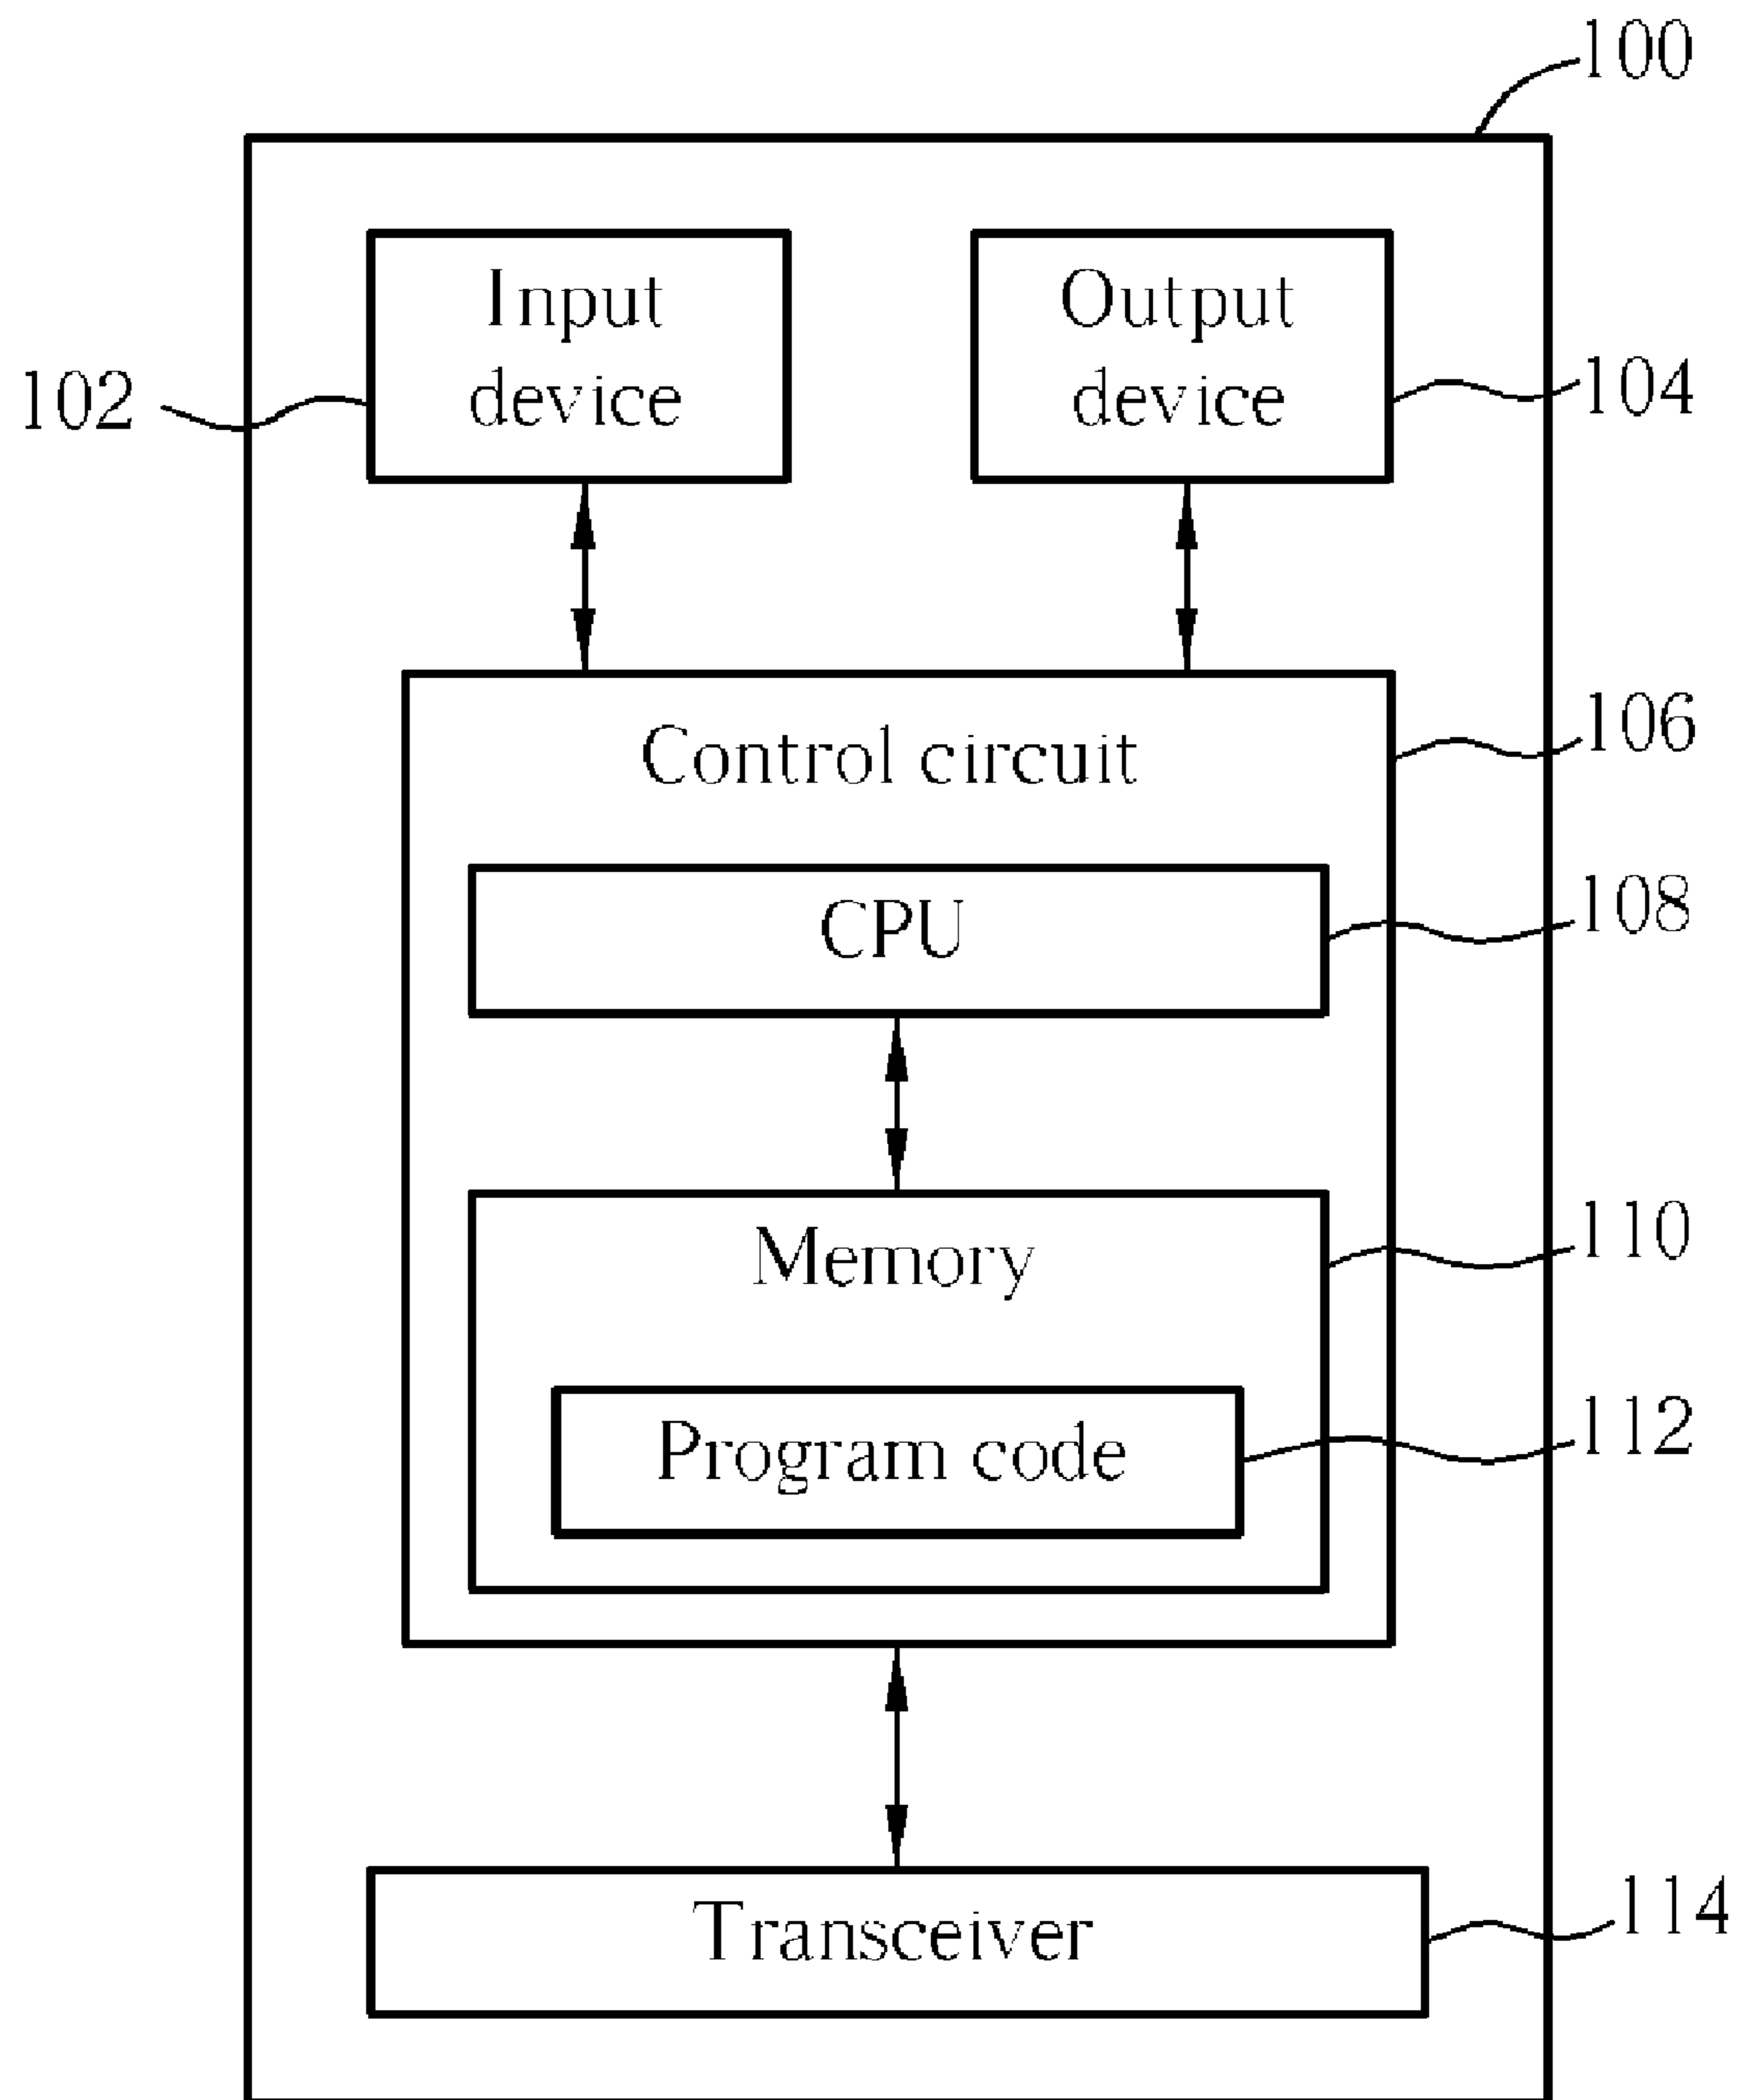 100
Input
device
Output
device
102
104
Control circuit
106
CPU
108
Memory
110
Program code
112
Transceiver
114